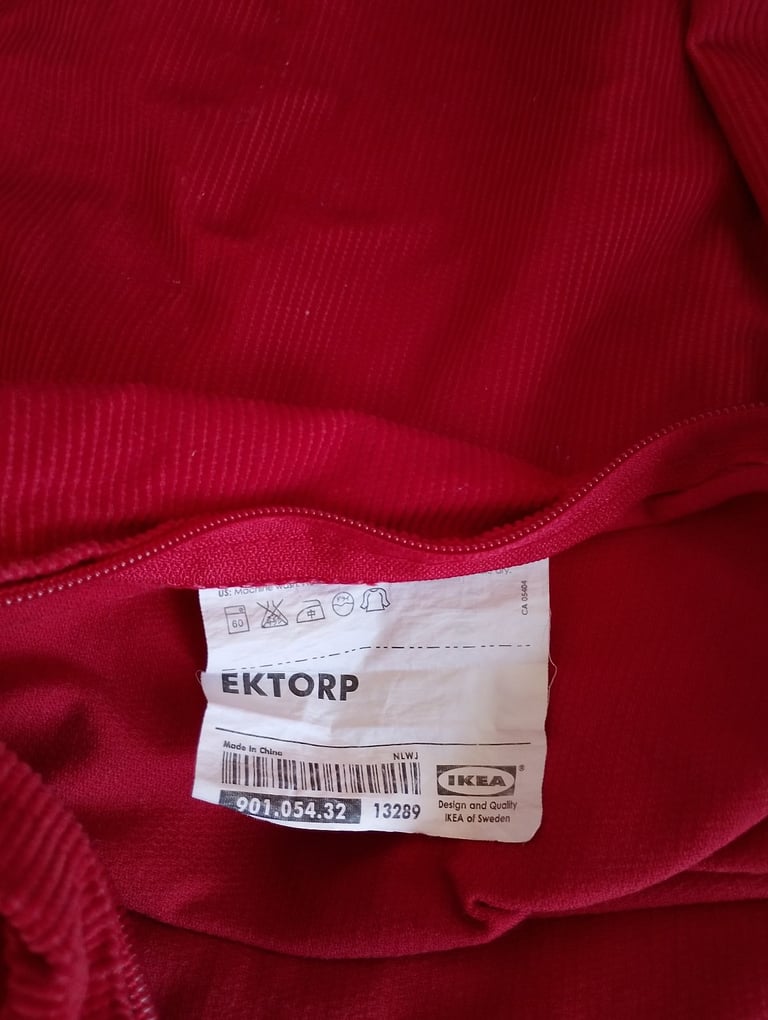 US: Machine
dry.
CA 05404
60
EKTORP
Made in China
NLWJ
901.054.32 13289
IKEA®
Design and Quality
IKEA of Sweden